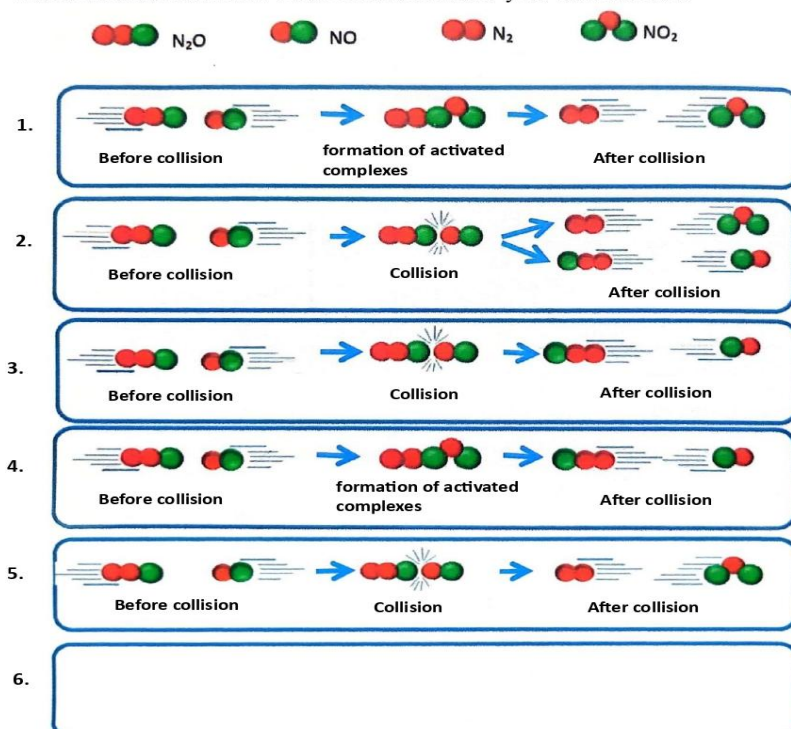 N₂O NO N₂ NO₂
1.
Before collision
formation of activated
complexes
After collision
2.
Before collision
Collision
After collision
3.
Before collision
Collision
After collision
4.
Before collision
formation of activated
complexes
After collision
5.
Before collision
Collision
After collision
6.